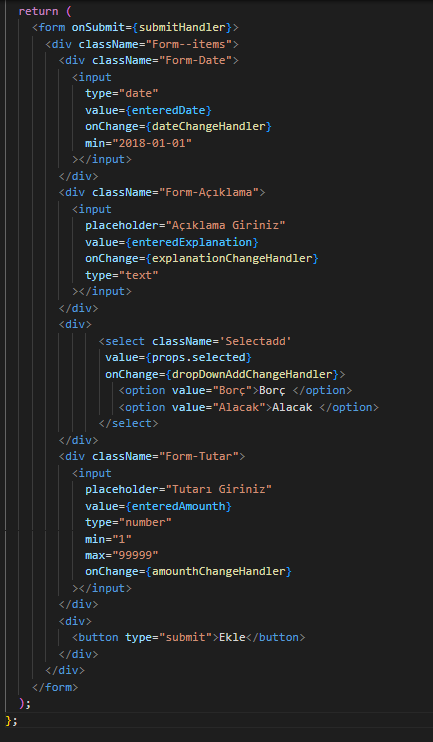 return (
<form onSubmit={submitHandler}>
<div className="Form--items">
<div className="Form-Date">
<input
type="date"
value={enteredDate}
onChange={dateChangeHandler}
min="2018-01-01"
></input>
</div>
<div className="Form-Açıklama">
<input
placeholder="Açıklama Giriniz"
value={enteredExplanation}
onChange={explanationChangeHandler}
type="text"
></input>
</div>
<div>
<select className='Selectadd'
value={props.selected}
onChange={dropDownAddChangeHandler}>
<option value="Borç">Borç </option>
<option value="Alacak">Alacak </option>
</select>
</div>
<div className="Form-Tutar">
<input
placeholder="Tutarı Giriniz"
value={enteredAmounth}
type="number"
min="1"
max="99999"
onChange={amounthChangeHandler}
></input>
</div>
<div>
<button type="submit">Ekle</button>
</div>
</div>
</form>
);
};